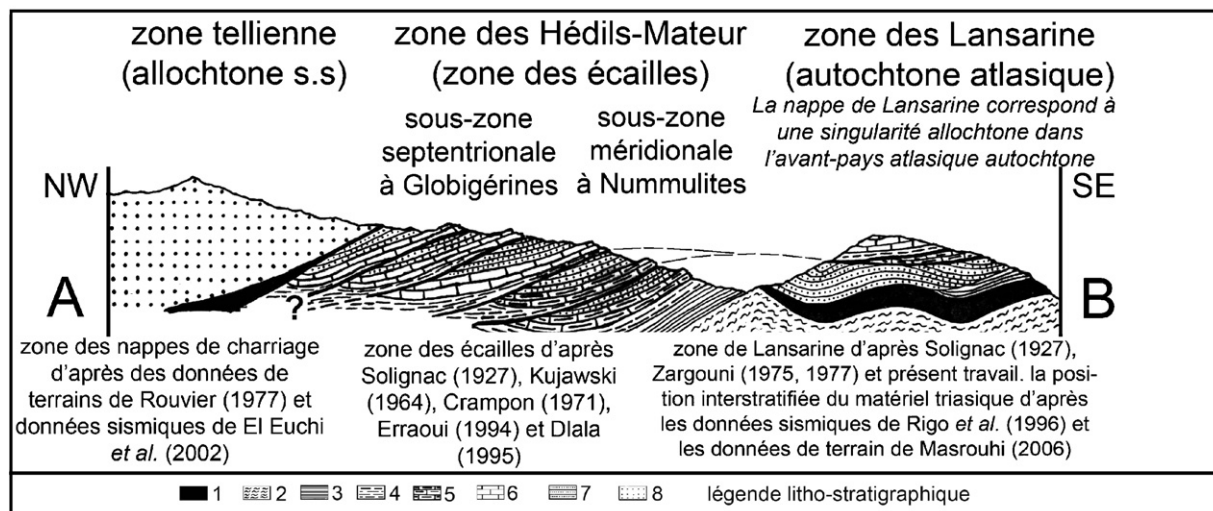 zone tellienne
(allochtone s.s)
zone des Hédils-Mateur
(zone des écailles)
zone des Lansarine
(autochtone atlasique)
La nappe de Lansarine correspond à
une singularité allochtone dans
l'avant-pays atlasique autochtone
sous-zone
septentrionale
à Globigérines
sous-zone
méridionale
à Nummulites
NW
SE
A
?
B
zone des nappes de charriage
d'après des données de
terrains de Rouvier (1977) et
données sismiques de El Euchi
et al. (2002)
zone des écailles d'après
Solignac (1927), Kujawski
(1964), Crampon (1971),
Erraoui (1994) et Dlala
(1995)
zone de Lansarine d'après Solignac (1927),
Zargouni (1975, 1977) et présent travail. la posi-
tion interstratifiée du matériel triasique d'après
les données sismiques de Rigo et al. (1996) et
les données de terrain de Masrouhi (2006)
1 2 3 4 5 6 7 8 légende litho-stratigraphique